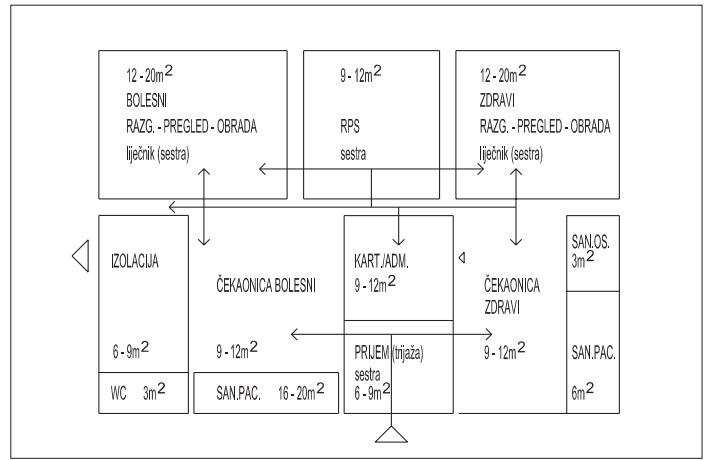 12 - 20m2
BOLESNI
RAZG. - PREGLED - OBRADA
liječnik (sestra)
9 - 12m2
RPS
sestra
12 - 20m2
ZDRAVI
RAZG. - PREGLED - OBRADA
liječnik (sestra)
IZOLACIJA
6 - 9m2
WC 3m2
ČEKAONICA BOLESNI
9 - 12m2
SAN.PAC. 16 - 20m2
KART./ADM.
9 - 12m2
PRIJEM (trijaža)
sestra
6 - 9m2
ČEKAONICA
ZDRAVI
9 - 12m2
SAN.OS.
3m2
SAN.PAC.
6m2